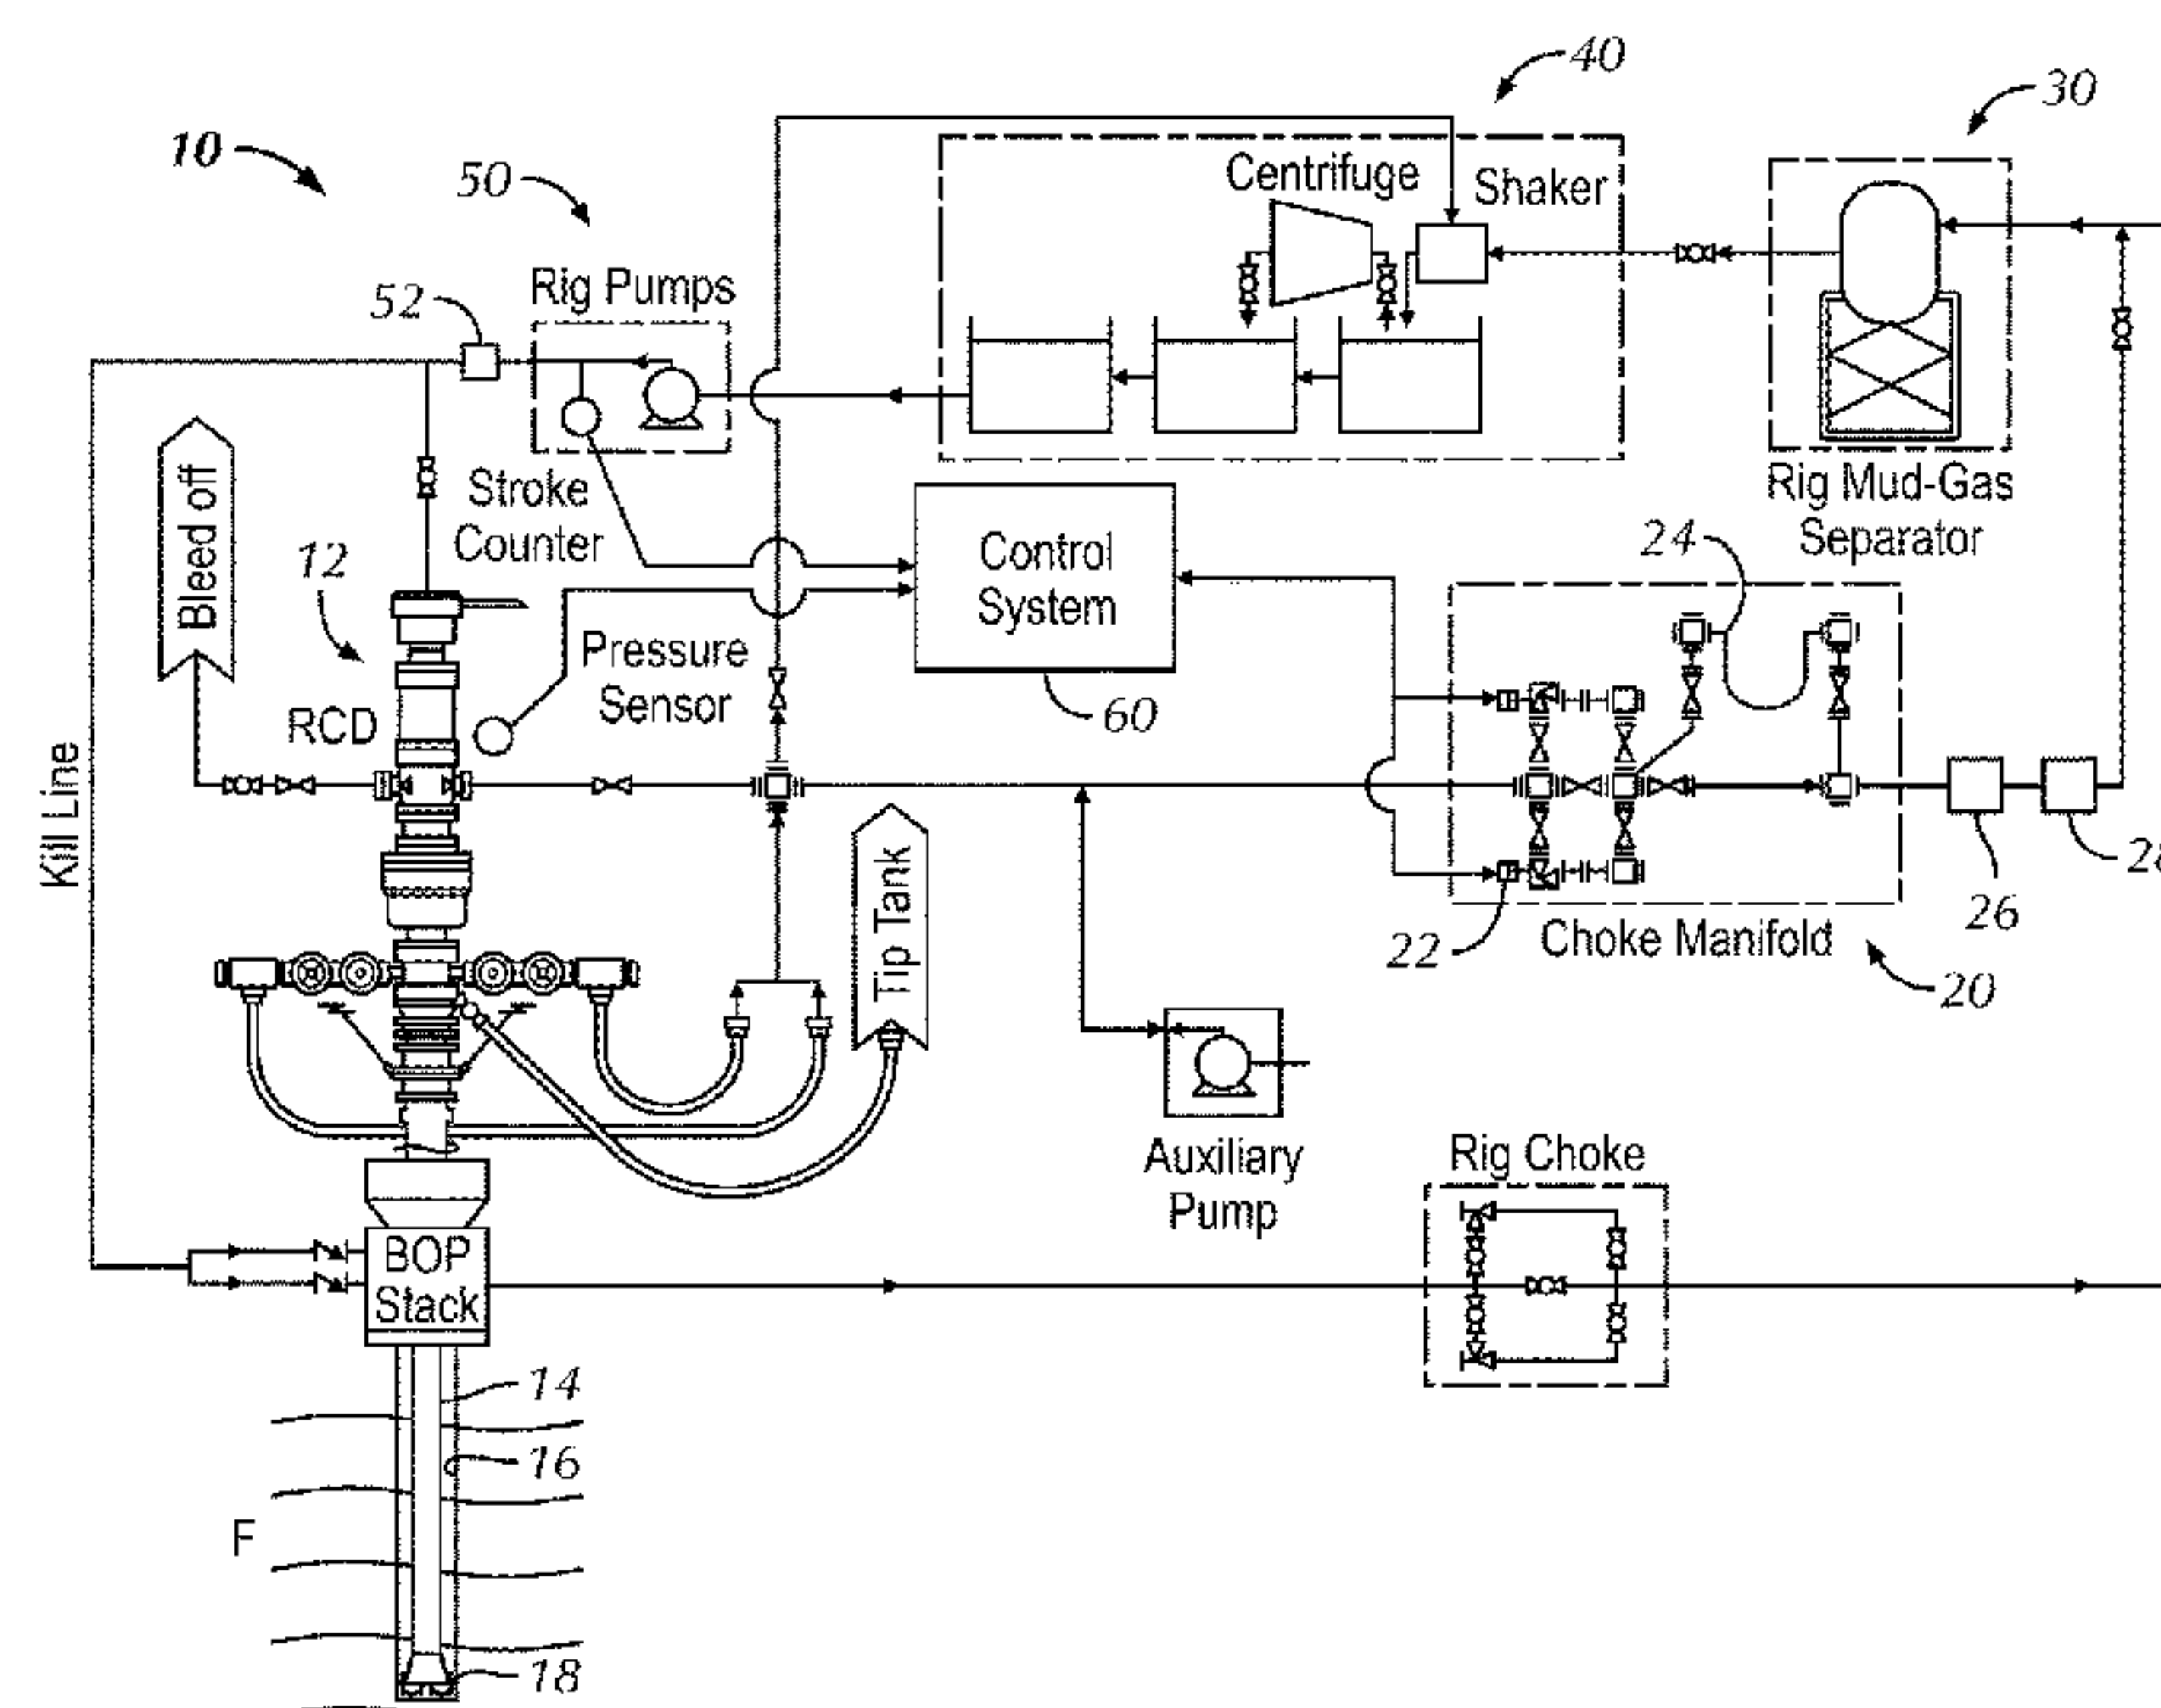 40
30
10
50
Centrifuge
Shaker
Rig Pumps
52
Bleed off
Stroke
Counter
Rig Mud-Gas
Separator
Control
System
24
12
Pressure
Sensor
60
RCD
Kill Line
Tip Tank
22
Choke Manifold
26
28
20
Auxiliary
Pump
Rig Choke
BOP
Stack
14
16
F
18